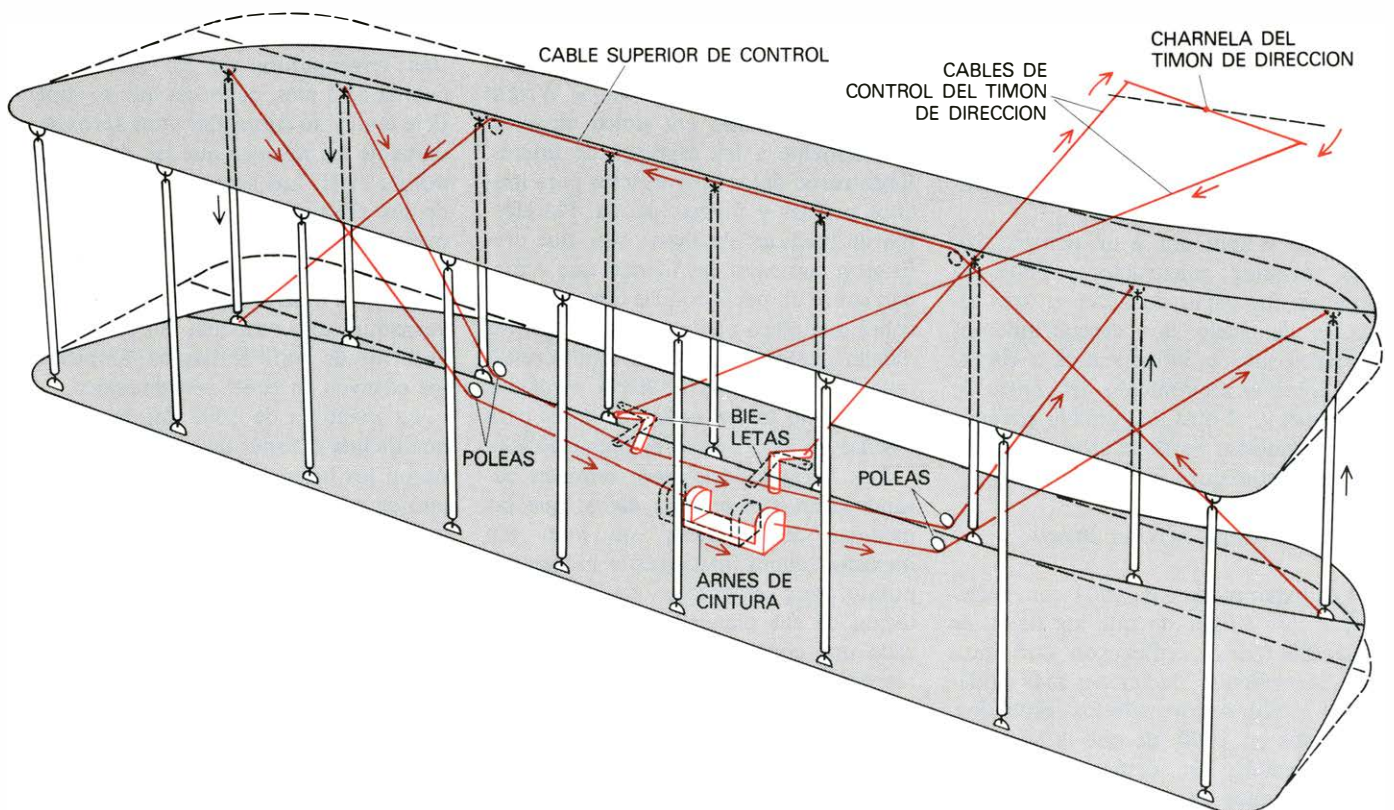 CABLE SUPERIOR DE CONTROL
CABLES DE
CONTROL DEL TIMON
DE DIRECCION
CHARNELA DEL
TIMON DE DIRECCION
BIE-
LETAS
POLEAS
POLEAS
ARNES DE
CINTURA